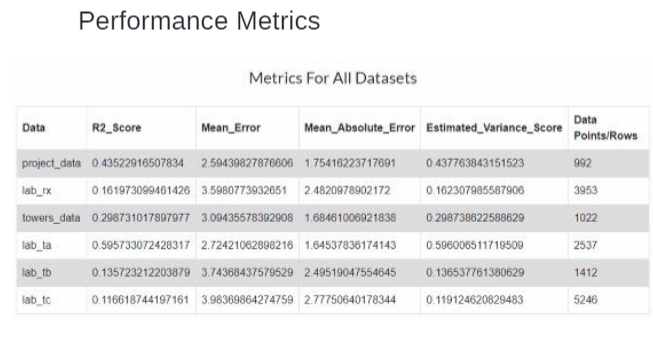 Performance Metrics
Metrics For All Datasets
Data R2_Score Mean_Error Mean_Absolute_Error Estimated_Variance_Score Data Points/Rows
project_data 0.43522916507834 2.59439827876606 1.75416223717691 0.437763843151523 992
lab_rx 0.161973099461426 3.5980773932651 2.4820978902172 0.162307985587906 3953
towers_data 0.298731017897977 3.09435578392908 1.68461006921838 0.298738622588629 1022
lab_ta 0.595733072428317 2.72421062898216 1.64537836174143 0.596006511719509 2537
lab_tb 0.135723212203879 3.74368437579529 2.49519047554645 0.136537761380629 1412
lab_tc 0.116618744197161 3.98369864274759 2.77750640178344 0.119124620829483 5246